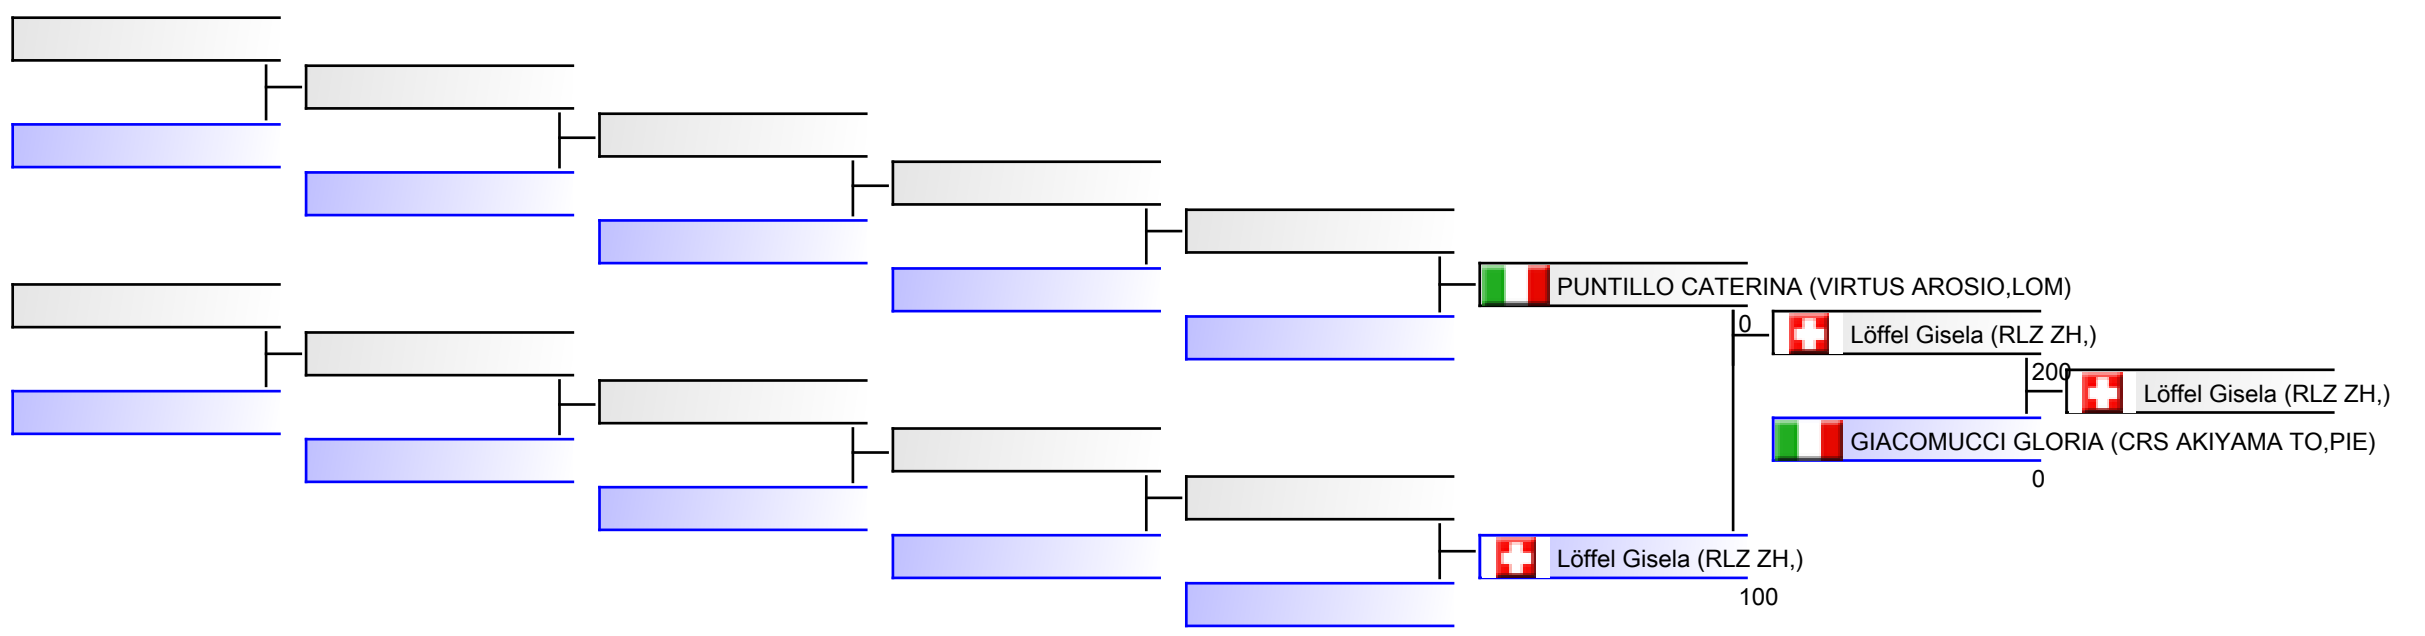 PUNTILLO CATERINA (VIRTUS AROSIO,LOM)
0
Löffel Gisela (RLZ ZH,)
200
Löffel Gisela (RLZ ZH,)
GIACOMUCCI GLORIA (CRS AKIYAMA TO,PIE)
0
Löffel Gisela (RLZ ZH,)
100